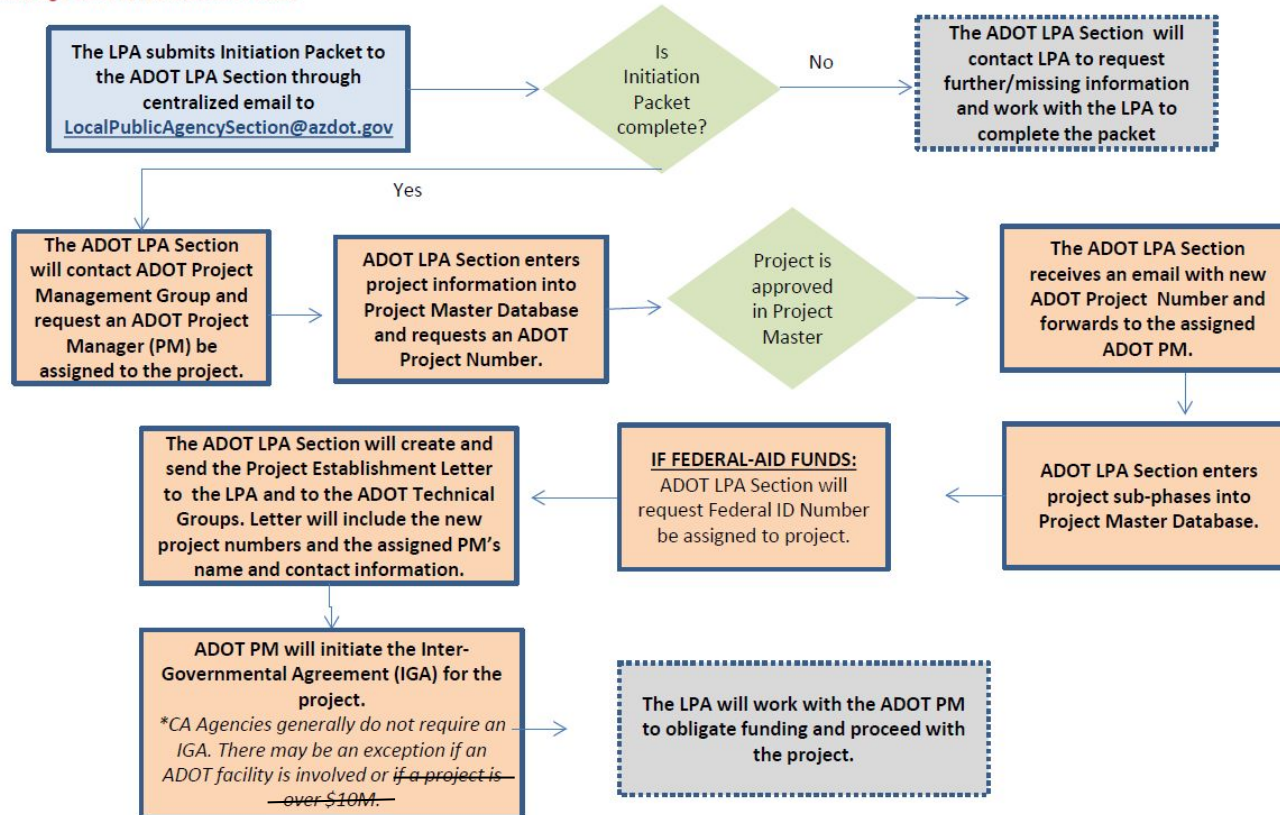 The LPA submits Initiation Packet to
the ADOT LPA Section through
centralized email to
LocalPublicAgencySection@azdot.gov
Is
Initiation
Packet
complete?
No
The ADOT LPA Section will
contact LPA to request
further/missing information
and work with the LPA to
complete the packet
Yes
The ADOT LPA Section
will contact ADOT Project
Management Group and
request an ADOT Project
Manager (PM) be
assigned to the project.
ADOT LPA Section enters
project information into
Project Master Database
and requests an ADOT
Project Number.
Project is
approved
in Project
Master
The ADOT LPA Section
receives an email with new
ADOT Project Number and
forwards to the assigned
ADOT PM.
ADOT LPA Section enters
project sub-phases into
Project Master Database.
IF FEDERAL-AID FUNDS:
ADOT LPA Section will
request Federal ID Number
be assigned to project.
The ADOT LPA Section will create and
send the Project Establishment Letter
to the LPA and to the ADOT Technical
Groups. Letter will include the new
project numbers and the assigned PM’s
name and contact information.
ADOT PM will initiate the Inter-
Governmental Agreement (IGA) for the
project.
*CA Agencies generally do not require an
IGA. There may be an exception if an
ADOT facility is involved or if a project is
over $10M.
The LPA will work with the ADOT PM
to obligate funding and proceed with
the project.